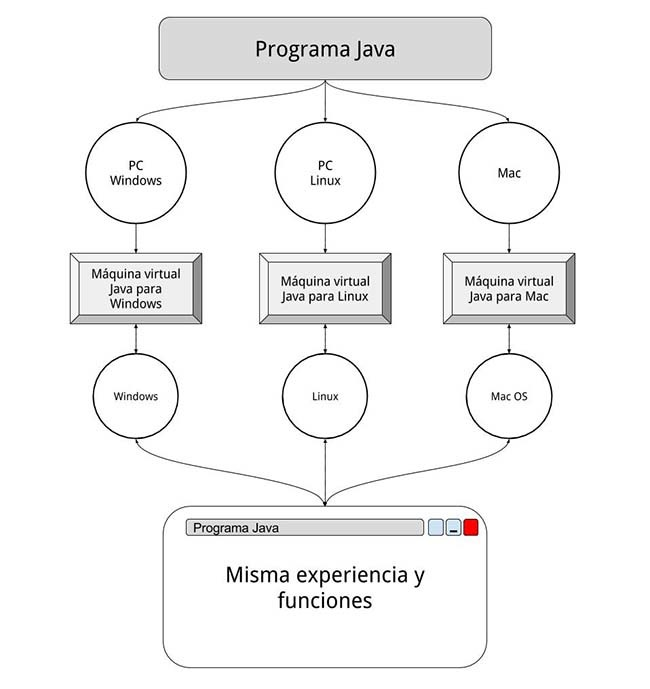 Programa Java
PC
Windows
PC
Linux
Mac
Máquina virtual
Java para
Windows
Máquina virtual
Java para Linux
Máquina virtual
Java para Mac
Windows
Linux
Mac OS
Programa Java
Misma experiencia y
funciones